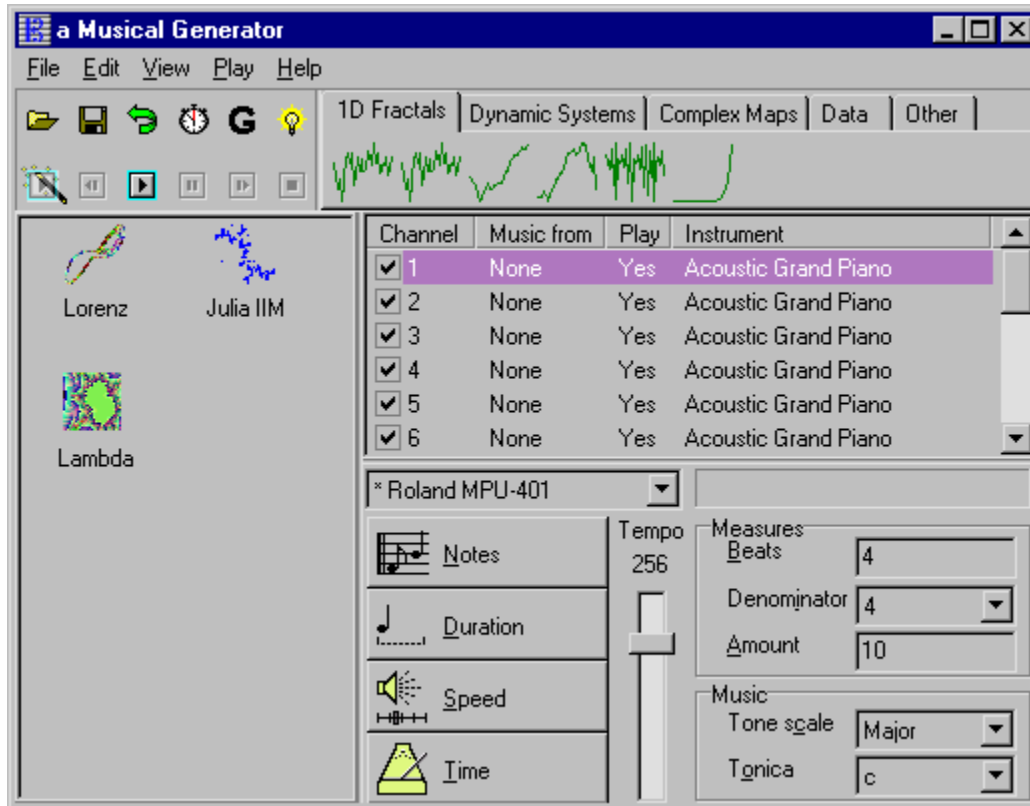 a Musical Generator
File Edit View Play Help
1D Fractals Dynamic Systems Complex Maps Data Other
G
Lorenz Julia IIM
Lambda
Channel Music from Play Instrument
1 None Yes Acoustic Grand Piano
2 None Yes Acoustic Grand Piano
3 None Yes Acoustic Grand Piano
4 None Yes Acoustic Grand Piano
5 None Yes Acoustic Grand Piano
6 None Yes Acoustic Grand Piano
* Roland MPU-401
Notes
Duration
Speed
Time
Tempo
256
Measures
Beats 4
Denominator 4
Amount 10
Music
Tone scale Major
Tonica c